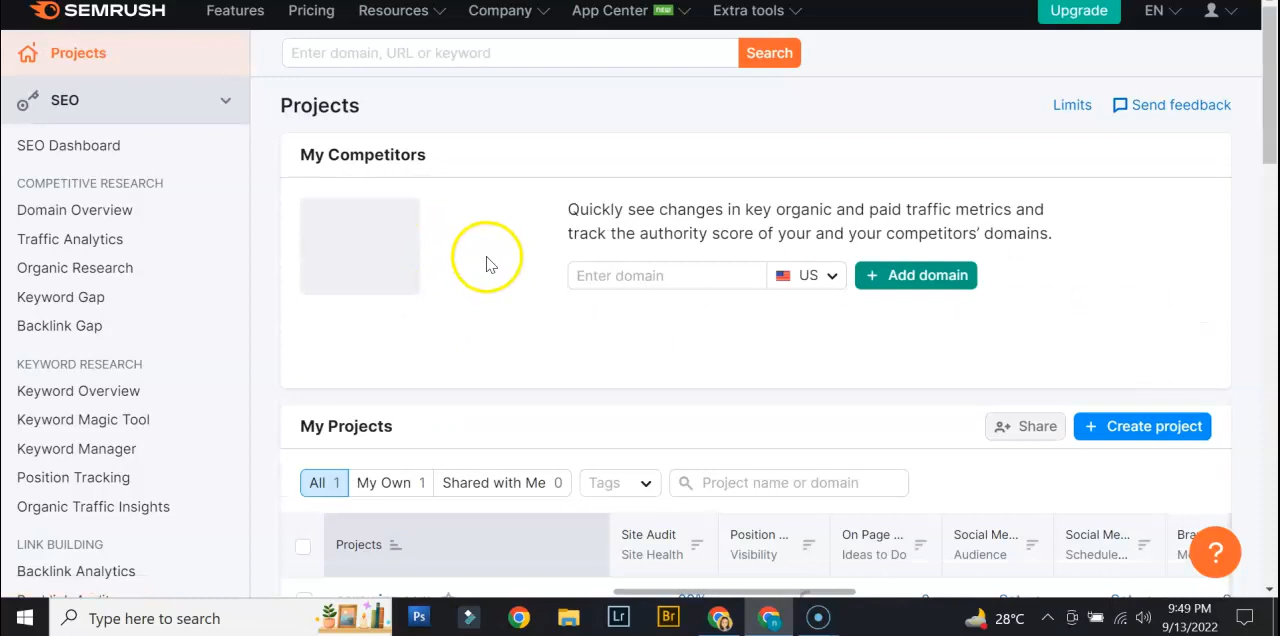 SEMRUSH
Features
Pricing
Resources
Company
App Center new
Extra tools
Upgrade
EN
Projects
Enter domain, URL or keyword
Search
SEO
Projects
Limits
Send feedback
SEO Dashboard
My Competitors
COMPETITIVE RESEARCH
Domain Overview
Traffic Analytics
Organic Research
Keyword Gap
Backlink Gap
Quickly see changes in key organic and paid traffic metrics and
track the authority score of your and your competitors' domains.
Enter domain
US
+ Add domain
KEYWORD RESEARCH
Keyword Overview
Keyword Magic Tool
Keyword Manager
Position Tracking
Organic Traffic Insights
My Projects
Share
+ Create project
All 1
My Own 1
Shared with Me 0
Tags
Project name or domain
LINK BUILDING
Backlink Analytics
Projects
Site Audit
Site Health
Position ...
Visibility
On Page ...
Ideas to Do
Social Me...
Audience
Social Me...
Schedule...
Bra
?
Type here to search
Ps
Lr
Br
28°C
9:49 PM
9/13/2022